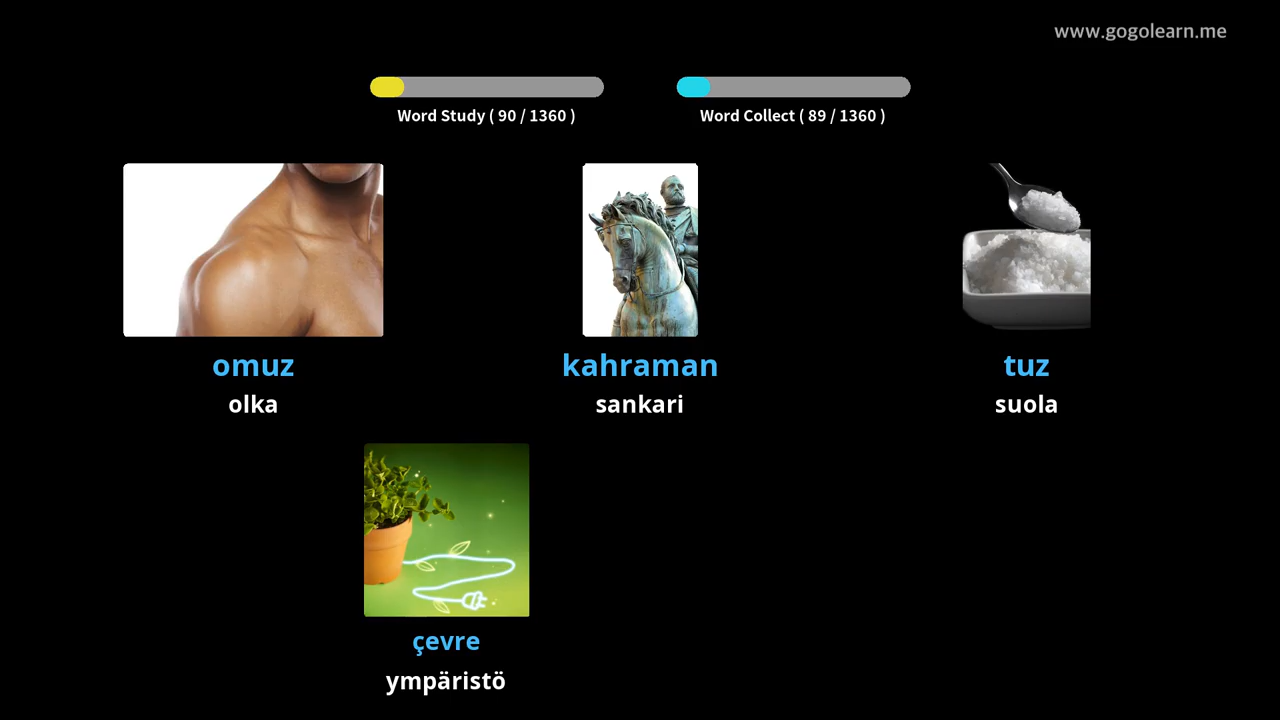 www.gogolearn.me
Word Study ( 90 / 1360 )
Word Collect ( 89 / 1360 )
omuz
olka
kahraman
sankari
tuz
suola
çevre
ympäristö